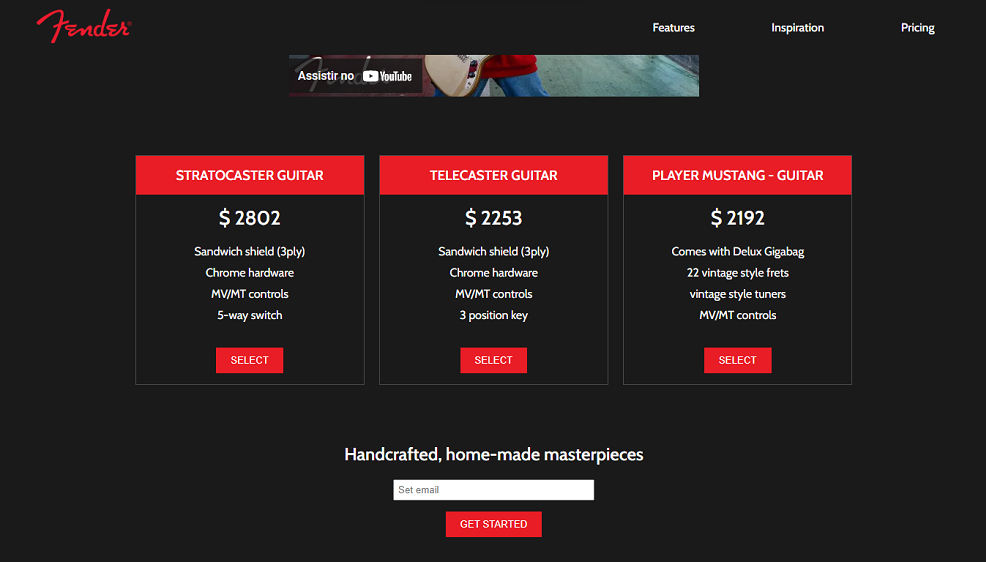 Fender
Features
Inspiration
Pricing
Assistir no YouTube
STRATOCASTER GUITAR
$ 2802
Sandwich shield (3ply)
Chrome hardware
MV/MT controls
5-way switch
SELECT
TELECASTER GUITAR
$ 2253
Sandwich shield (3ply)
Chrome hardware
MV/MT controls
3 position key
SELECT
PLAYER MUSTANG - GUITAR
$ 2192
Comes with Delux Gigabag
22 vintage style frets
vintage style tuners
MV/MT controls
SELECT
Handcrafted, home-made masterpieces
Set email
GET STARTED